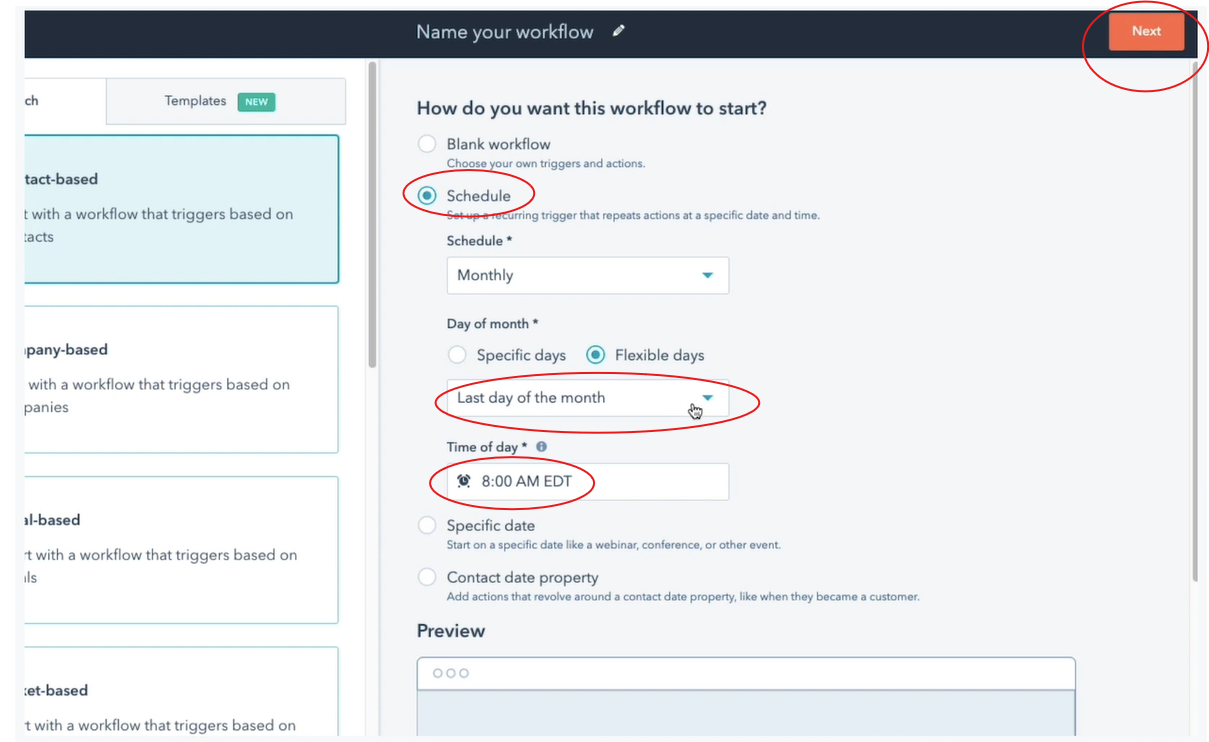 Name your workflow
Next
ch
Templates NEW
tact-based
t with a workflow that triggers based on
tacts
pany-based
with a workflow that triggers based on
panies
al-based
rt with a workflow that triggers based on
ls
ket-based
rt with a workflow that triggers based on
How do you want this workflow to start?
Blank workflow
Choose your own triggers and actions.
Schedule
Set up a recurring trigger that repeats actions at a specific date and time.
Schedule *
Monthly
Day of month *
Specific days Flexible days
Last day of the month
Time of day *
8:00 AM EDT
Specific date
Start on a specific date like a webinar, conference, or other event.
Contact date property
Add actions that revolve around a contact date property, like when they became a customer.
Preview